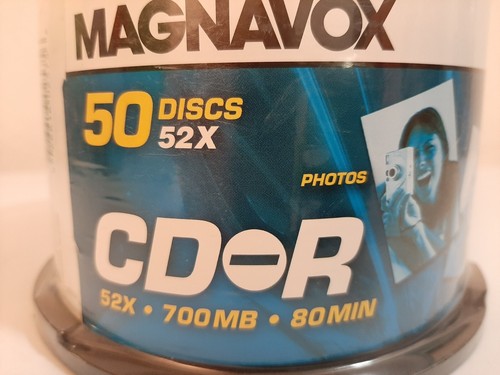 MAGNAVOX
50 DISCS
52X
PHOTOS
CD-R
52X • 700MB • 80MIN